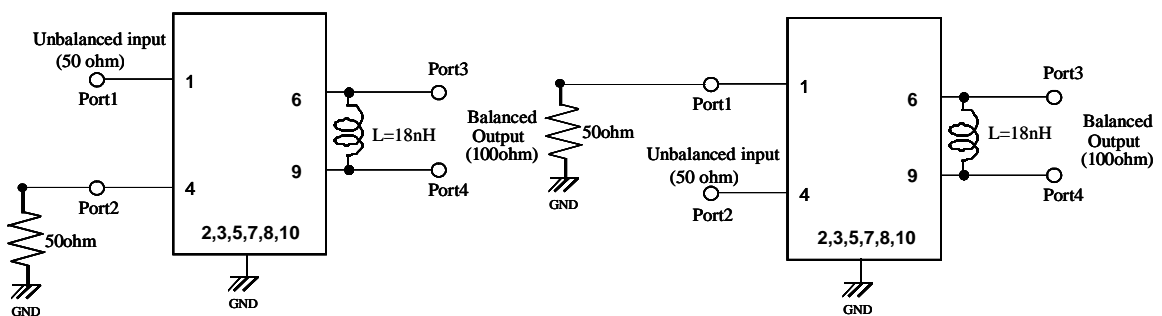 Unbalanced input
(50 ohm)
Port1
1
6
Port3
L=18nH
Balanced
Output
(100ohm)
9
Port4
Port2
4
50ohm
2,3,5,7,8,10
GND
GND
Port1
1
50ohm
GND
Unbalanced input
(50 ohm)
Port2
4
6
Port3
L=18nH
Balanced
Output
(100ohm)
9
Port4
2,3,5,7,8,10
GND